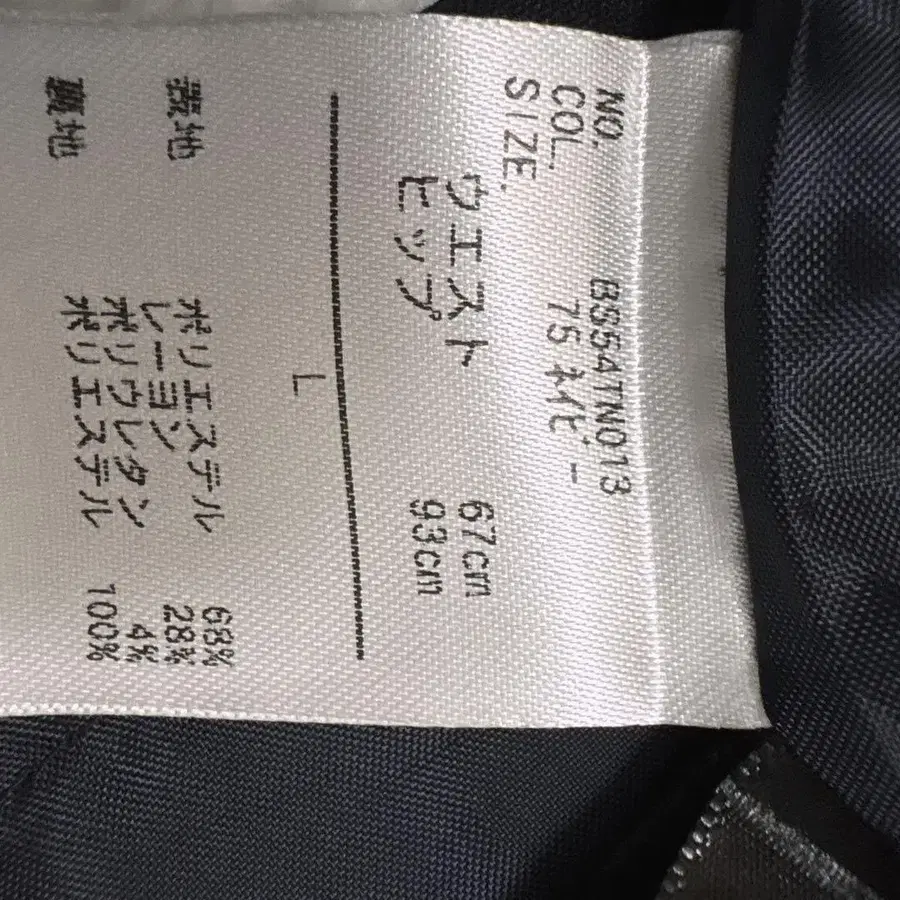 NO. BS54TN013
COL. 75 ネイビ-
SIZE.
ウエスト 67cm
ヒップ 93cm
L
表地 ポリエステル 68%
レーヨン 28%
ポリウレタン 4%
裏地 ポリエステル 100%